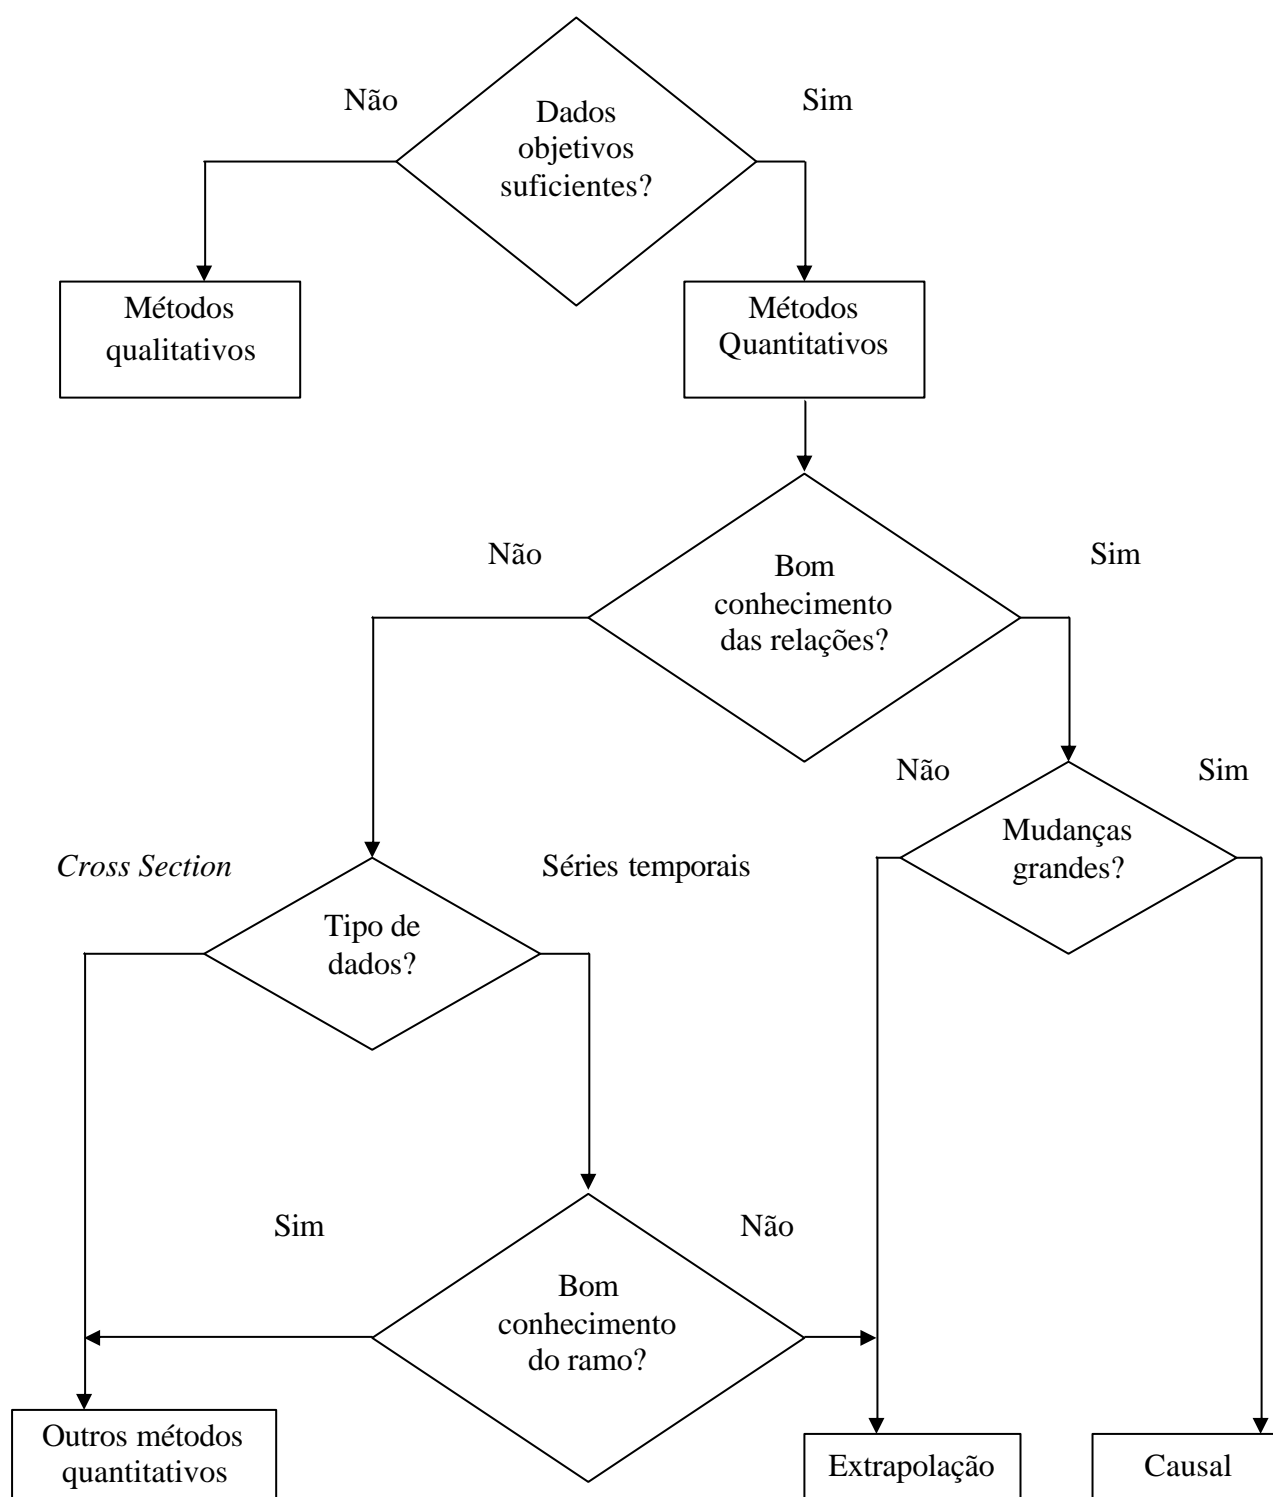 Não
Sim
Dados
objetivos
suficientes?
Métodos
qualitativos
Métodos
Quantitativos
Não
Sim
Bom
conhecimento
das relações?
Não
Sim
Mudanças
grandes?
Cross Section
Séries temporais
Tipo de
dados?
Sim
Não
Bom
conhecimento
do ramo?
Outros métodos
quantitativos
Extrapolação
Causal